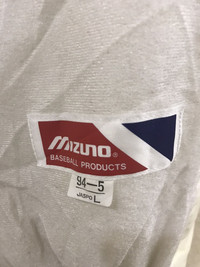 MIZUNO®
BASEBALL PRODUCTS
94—5
JASPO L